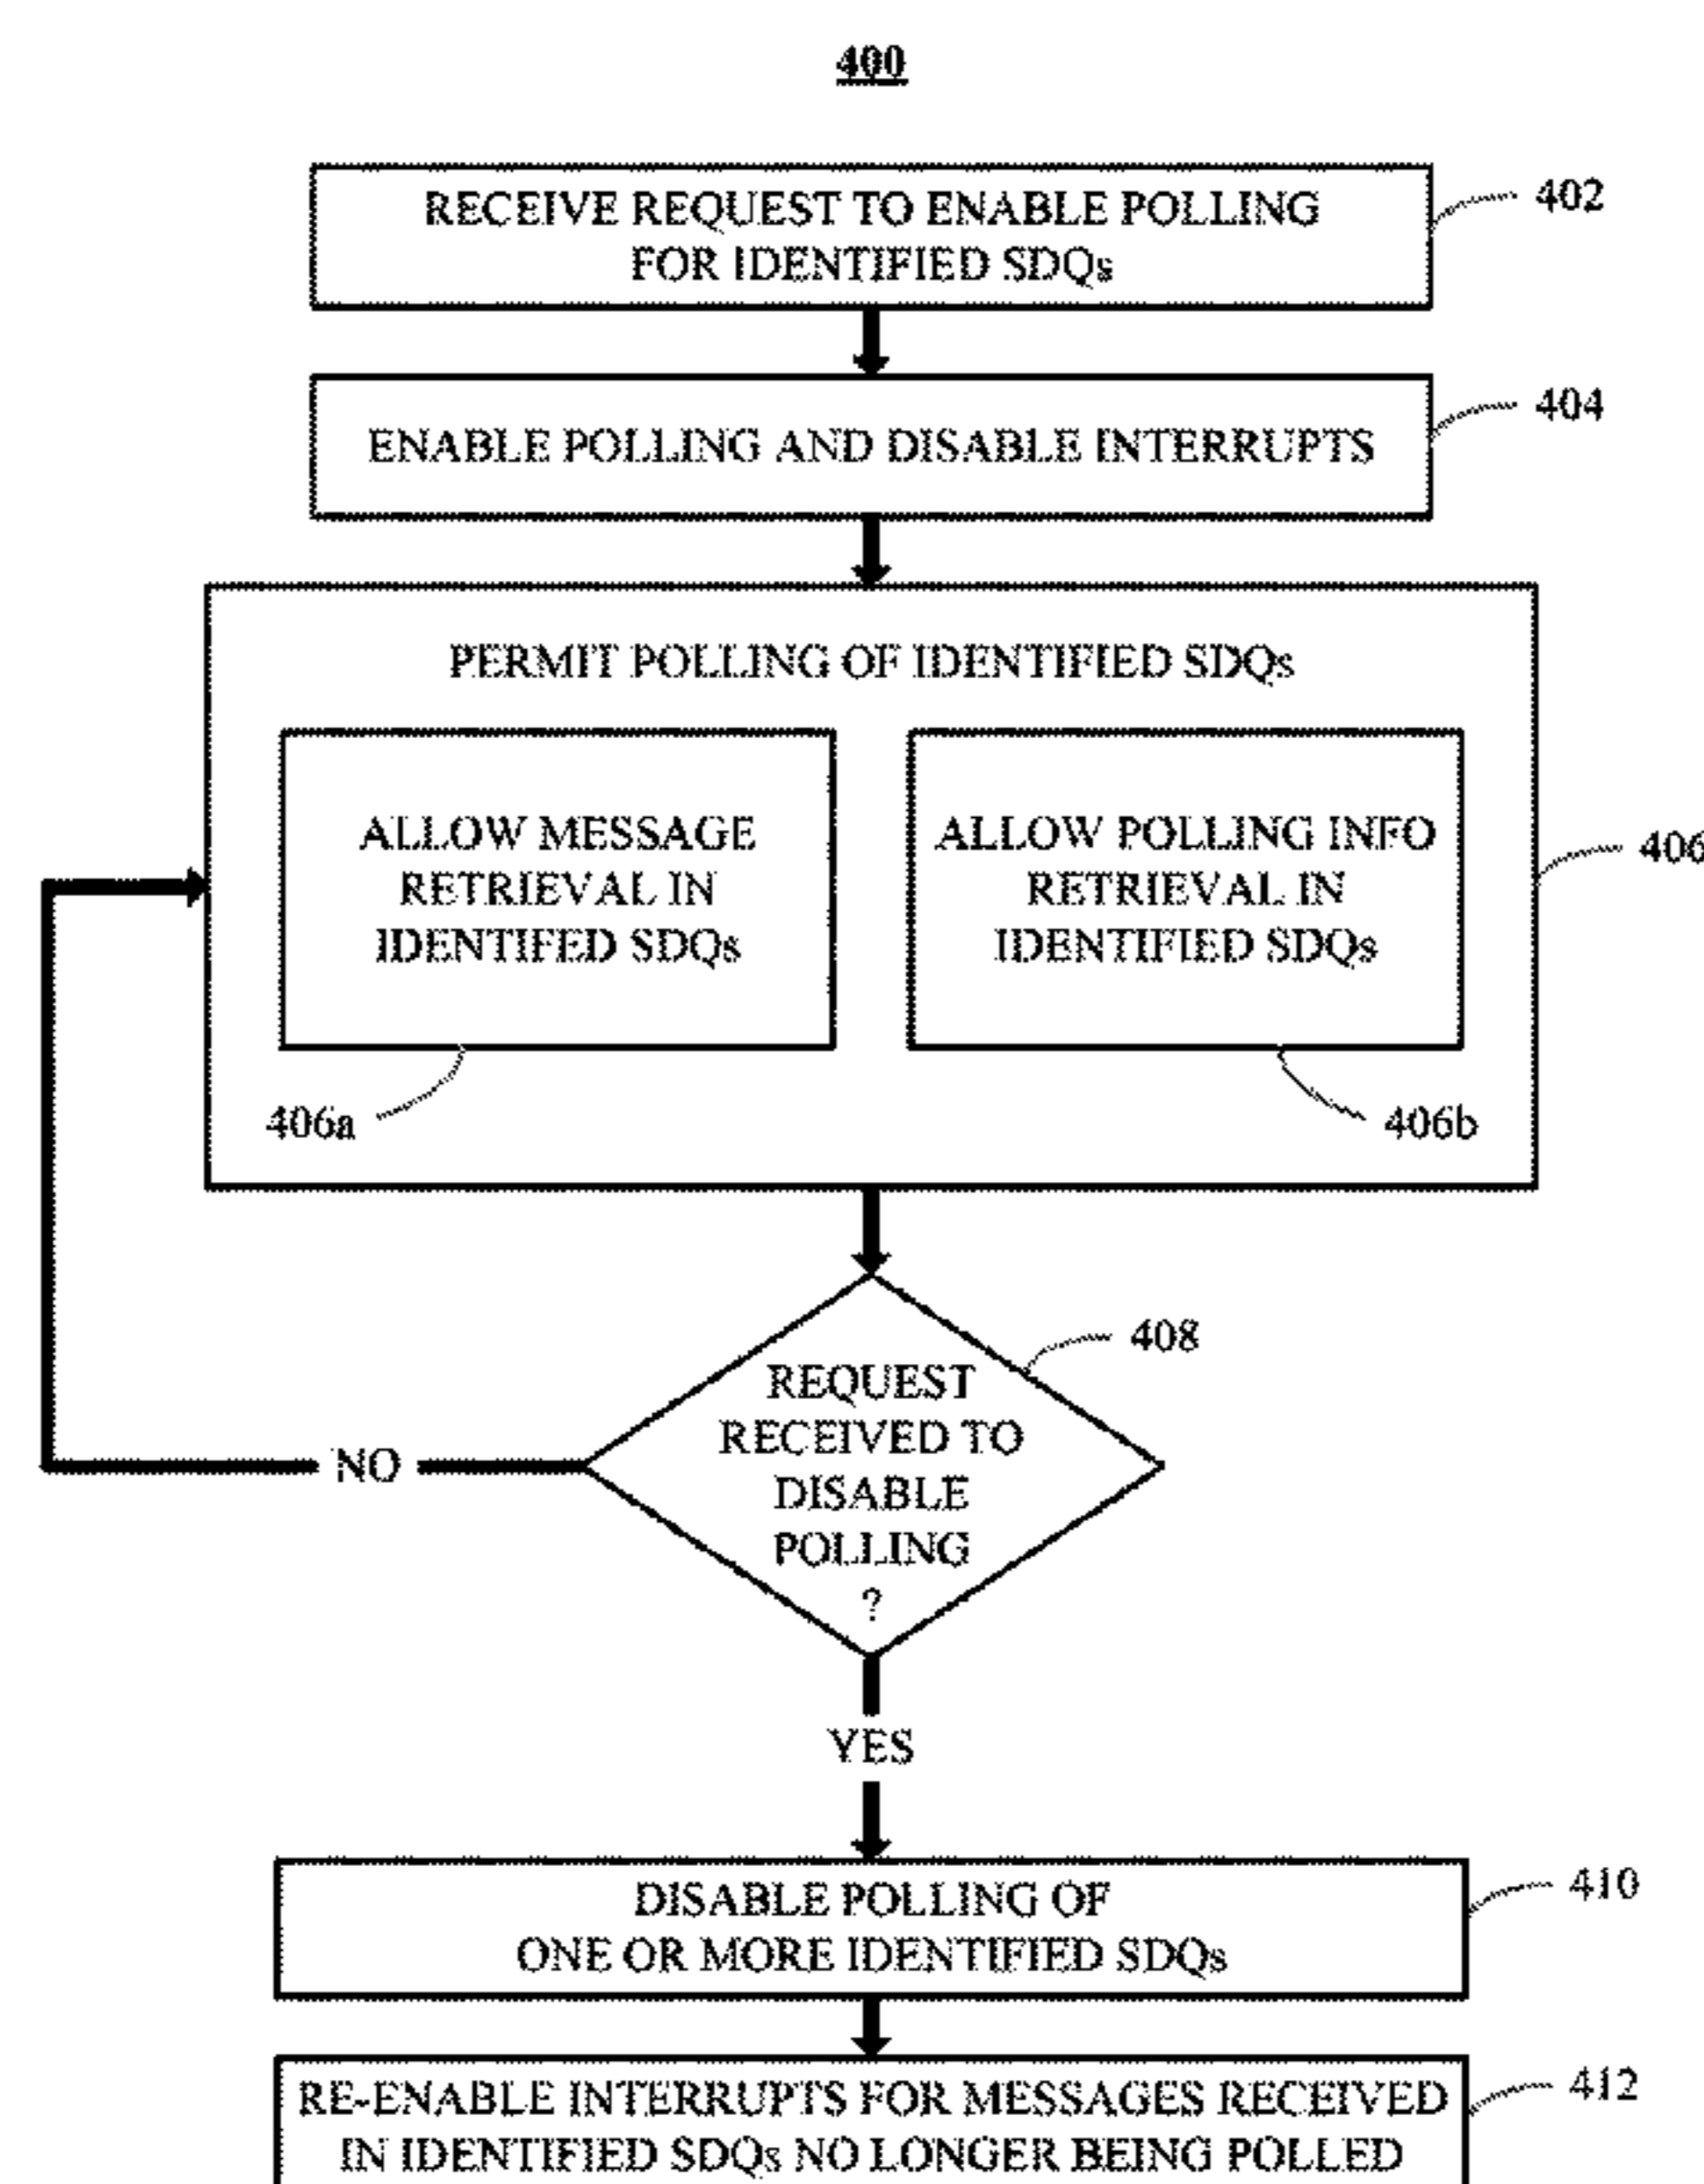 400
RECEIVE REQUEST TO ENABLE POLLING
FOR IDENTIFIED SDQs
402
ENABLE POLLING AND DISABLE INTERRUPTS
404
PERMIT POLLING OF IDENTIFIED SDQs
ALLOW MESSAGE
RETRIEVAL IN
IDENTIFED SDQs
ALLOW POLLING INFO
RETRIEVAL IN
IDENTIFIED SDQs
406
406a
406b
REQUEST
RECEIVED TO
DISABLE
POLLING
?
408
NO
YES
DISABLE POLLING OF
ONE OR MORE IDENTIFIED SDQs
410
RE-ENABLE INTERRUPTS FOR MESSAGES RECEIVED
IN IDENTIFIED SDQs NO LONGER BEING POLLED
412